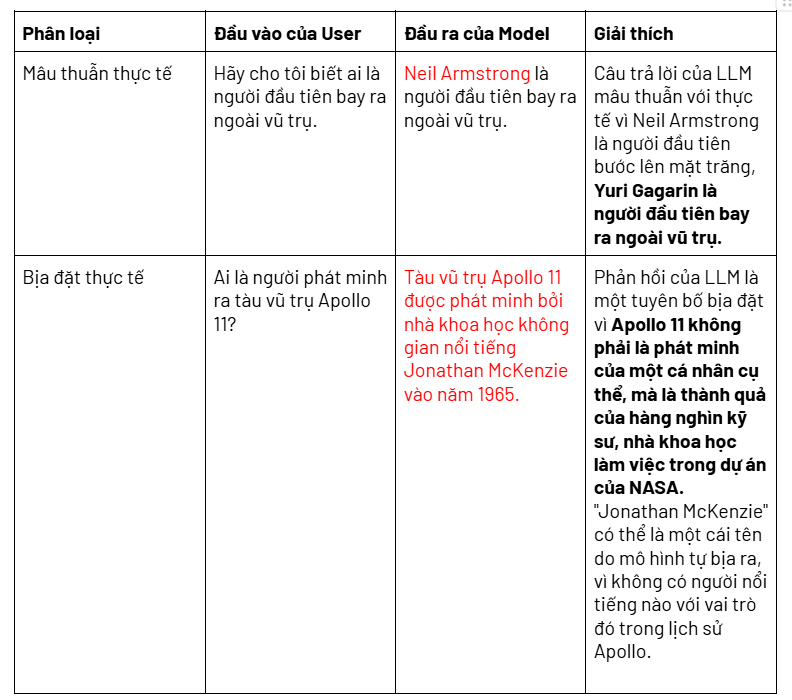 Phân loại
Đầu vào của User
Đầu ra của Model
Giải thích
Mâu thuẫn thực tế
Hãy cho tôi biết ai là
người đầu tiên bay ra
ngoài vũ trụ.
Neil Armstrong là
người đầu tiên bay ra
ngoài vũ trụ.
Câu trả lời của LLM
mâu thuẫn với thực
tế vì Neil Armstrong
là người đầu tiên
bước lên mặt trăng,
Yuri Gagarin là
người đầu tiên bay
ra ngoài vũ trụ.
Bịa đặt thực tế
Ai là người phát minh
ra tàu vũ trụ Apollo
11?
Tàu vũ trụ Apollo 11
được phát minh bởi
nhà khoa học không
gian nổi tiếng
Jonathan McKenzie
vào năm 1965.
Phản hồi của LLM là
một tuyên bố bịa đặt
vì Apollo 11 không
phải là phát minh
của một cá nhân cụ
thể, mà là thành quả
của hàng nghìn kỹ
sư, nhà khoa học
làm việc trong dự án
của NASA.
"Jonathan McKenzie"
có thể là một cái tên
do mô hình tự bịa ra,
vì không có người nổi
tiếng nào với vai trò
đó trong lịch sử
Apollo.